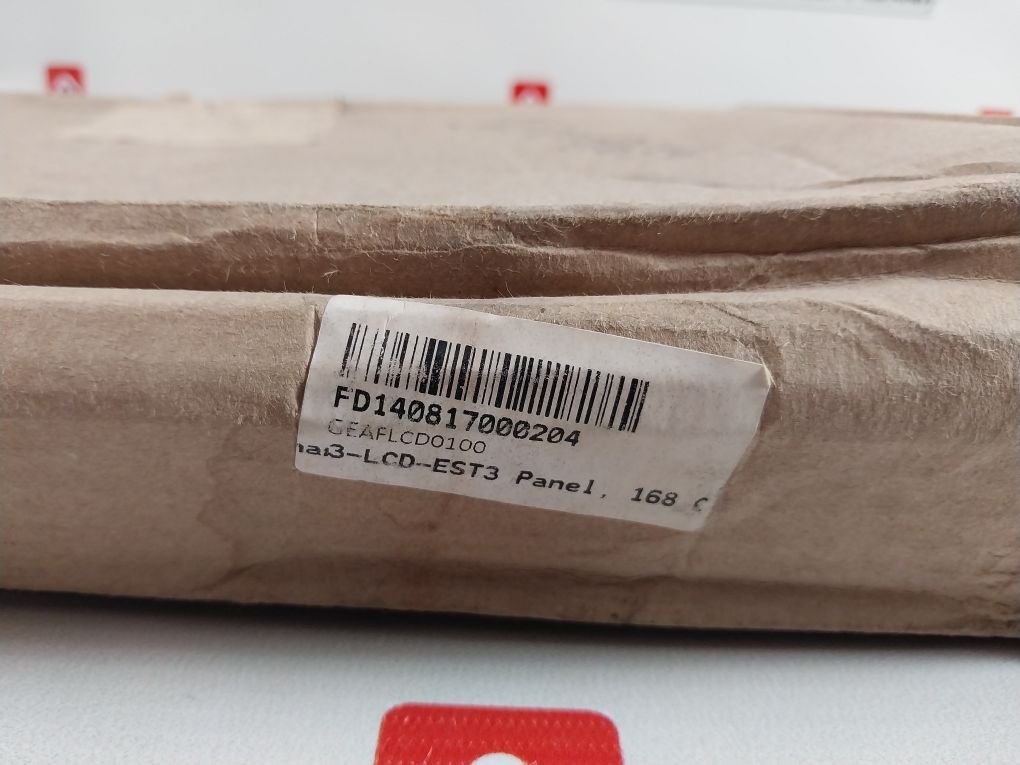 FD140817000204
GEAFLCD0100
3-LCD-EST3 Panel, 168